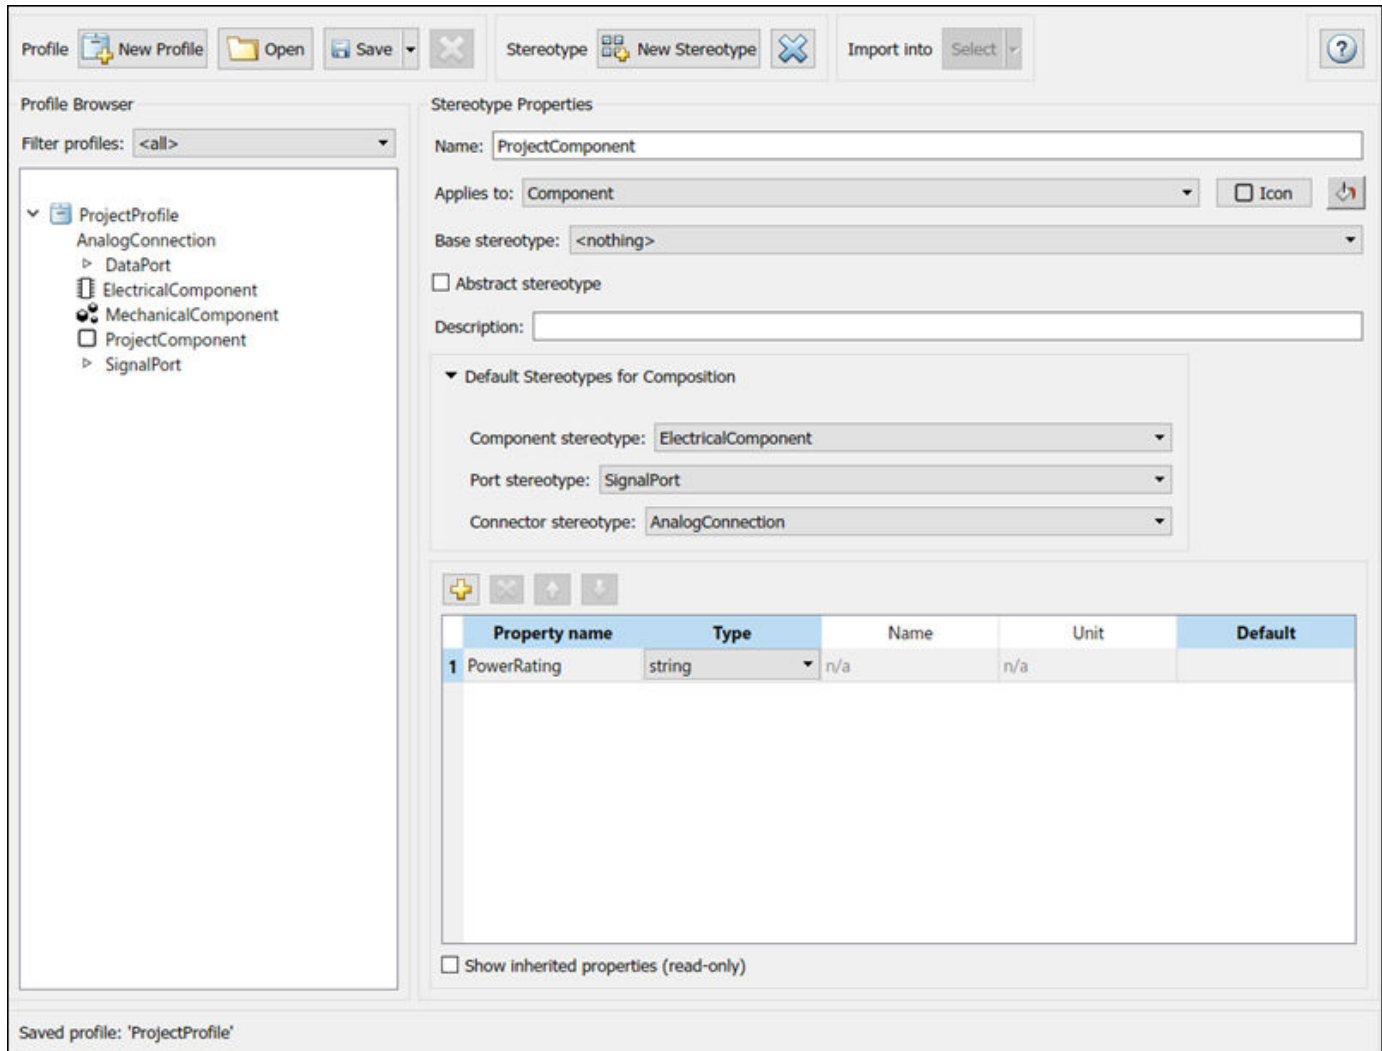 Profile New Profile Open Save Stereotype New Stereotype Import into Select ?
Profile Browser
Filter profiles: <all>
ProjectProfile
AnalogConnection
DataPort
ElectricalComponent
MechanicalComponent
ProjectComponent
SignalPort
Stereotype Properties
Name: ProjectComponent
Applies to: Component Icon
Base stereotype: <nothing>
Abstract stereotype
Description:
Default Stereotypes for Composition
Component stereotype: ElectricalComponent
Port stereotype: SignalPort
Connector stereotype: AnalogConnection
Property name Type Name Unit Default
1 PowerRating string n/a n/a
Show inherited properties (read-only)
Saved profile: 'ProjectProfile'